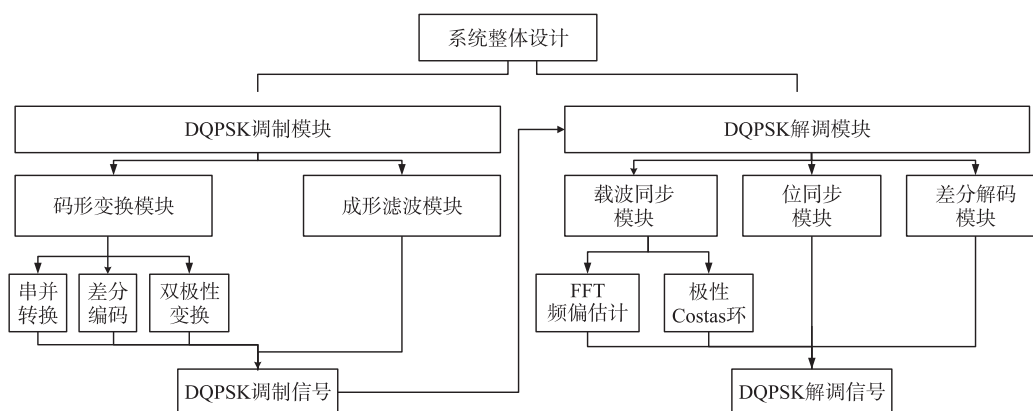 系统整体设计
DQPSK调制模块
DQPSK解调模块
码形变换模块
成形滤波模块
载波同步
模块
位同步
模块
差分解码
模块
串并
转换
差分
编码
双极性
变换
FFT
频偏估计
极性
Costas环
DQPSK调制信号
DQPSK解调信号